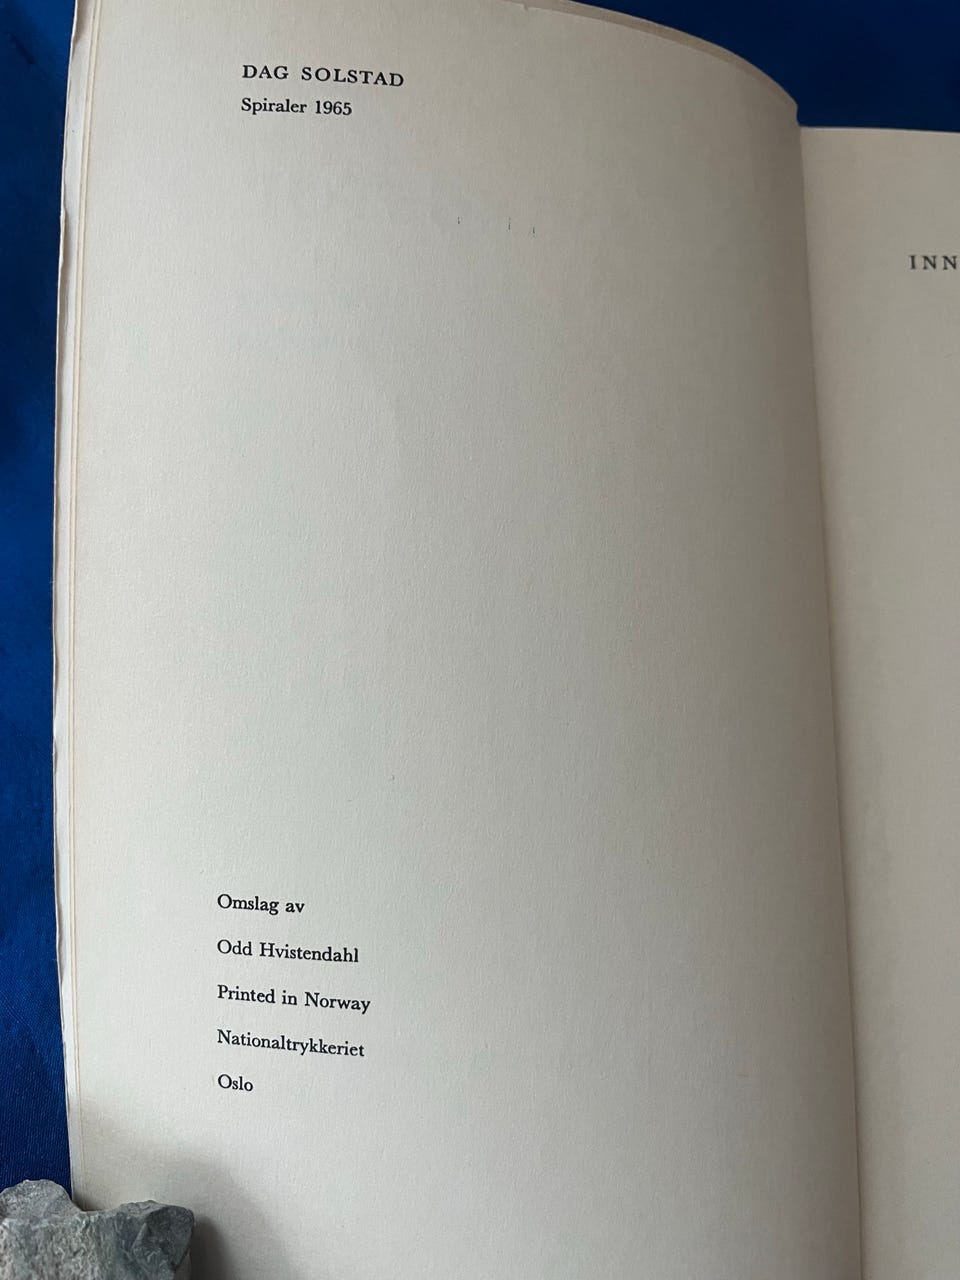 DAG SOLSTAD
Spiraler 1965
Omslag av
Odd Hvistendahl
Printed in Norway
Nationaltrykkeriet
Oslo
INN